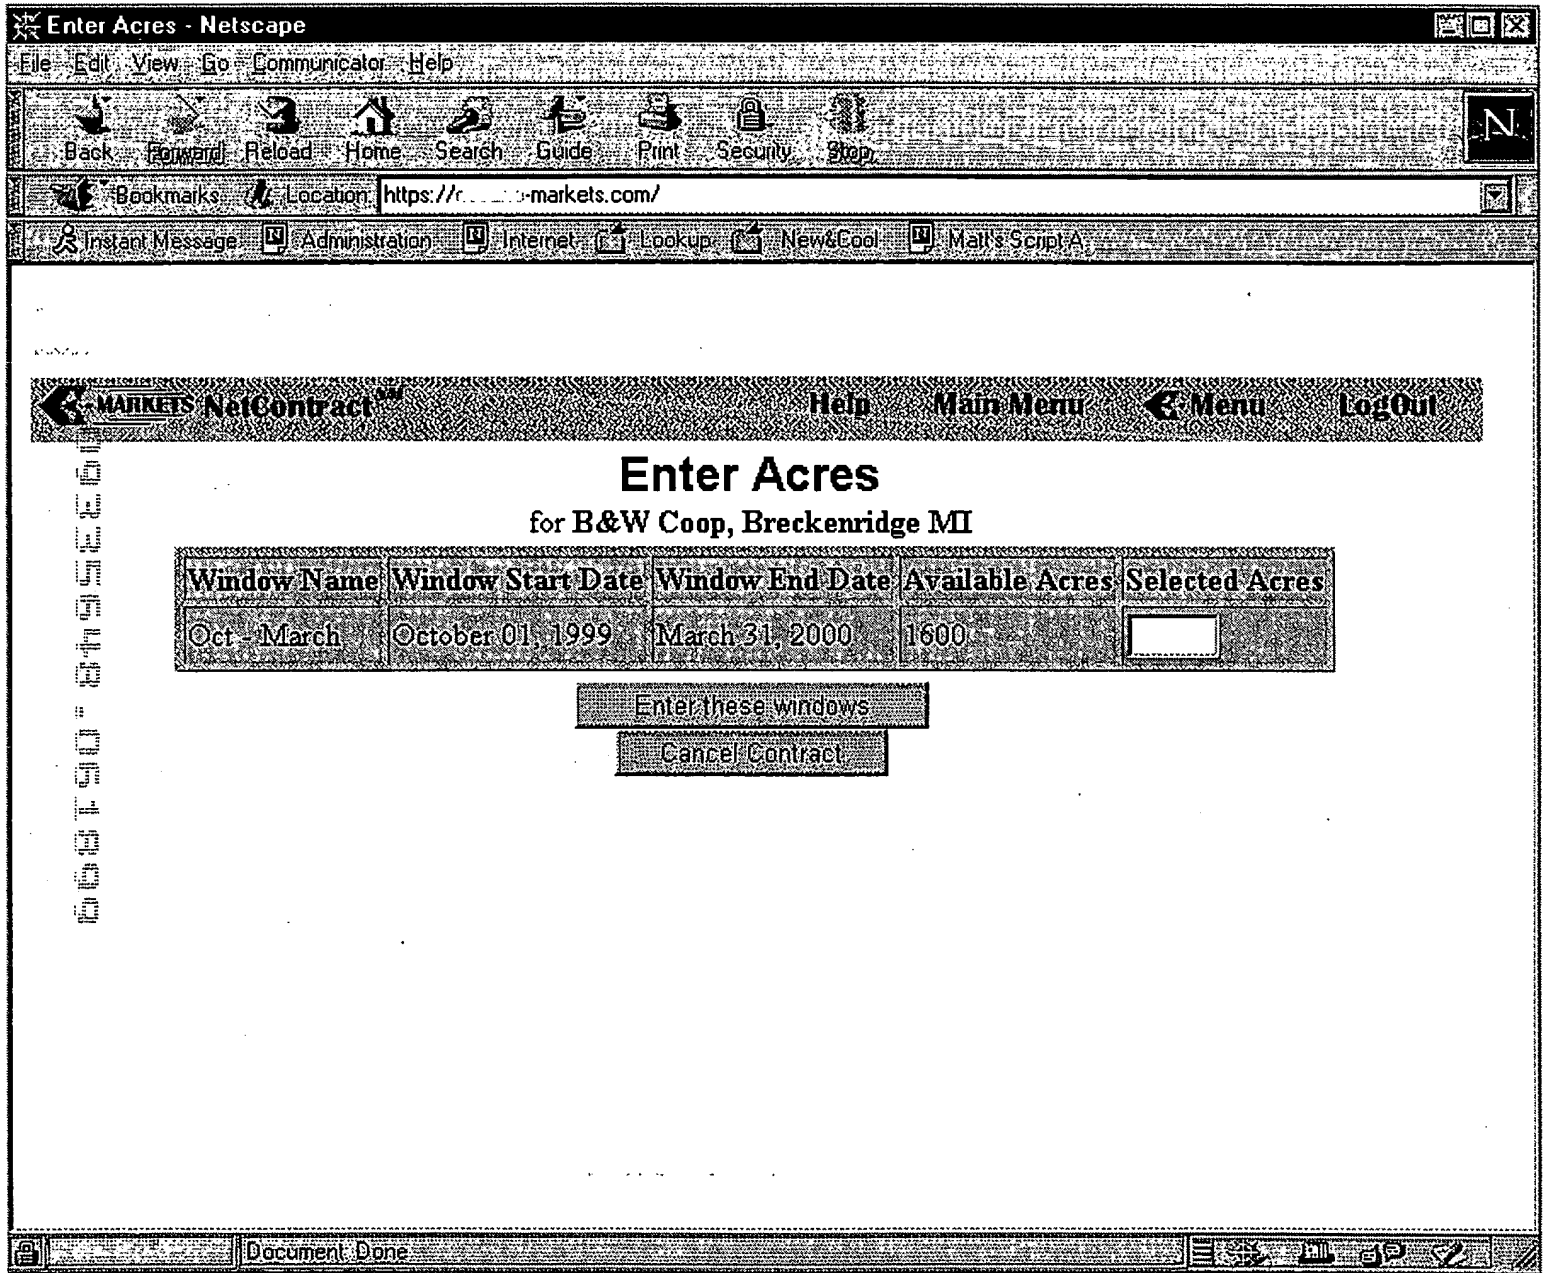 Enter Acres - Netscape
File Edit View Go Communicator Help
Back Forward Reload Home Search Guide Print Security Stop
N
Bookmarks Location: -markets.com/
Instant Message Administration Internet Lookup New&Cool Matt's Script A
-MARKETS NetContract SM Help Main Menu Menu LogOut
Enter Acres
for B&W Coop, Breckenridge MI
Window Name Window Start Date Window End Date Available Acres Selected Acres
Oct - March October 01, 1999 March 31, 2000 1600
Enter these windows
Cancel Contract
09335648.061899
Document: Done